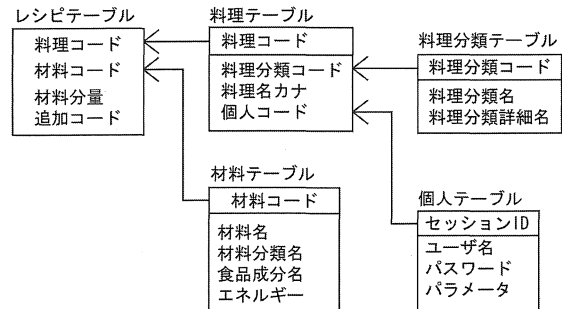 レシピテーブル
料理コード
材料コード
材料分量
追加コード
料理テーブル
料理コード
料理分類コード
料理名カナ
個人コード
料理分類テーブル
料理分類コード
料理分類名
料理分類詳細名
材料テーブル
材料コード
材料名
材料分類名
食品成分名
エネルギー
個人テーブル
セッションID
ユーザ名
パスワード
パラメータ